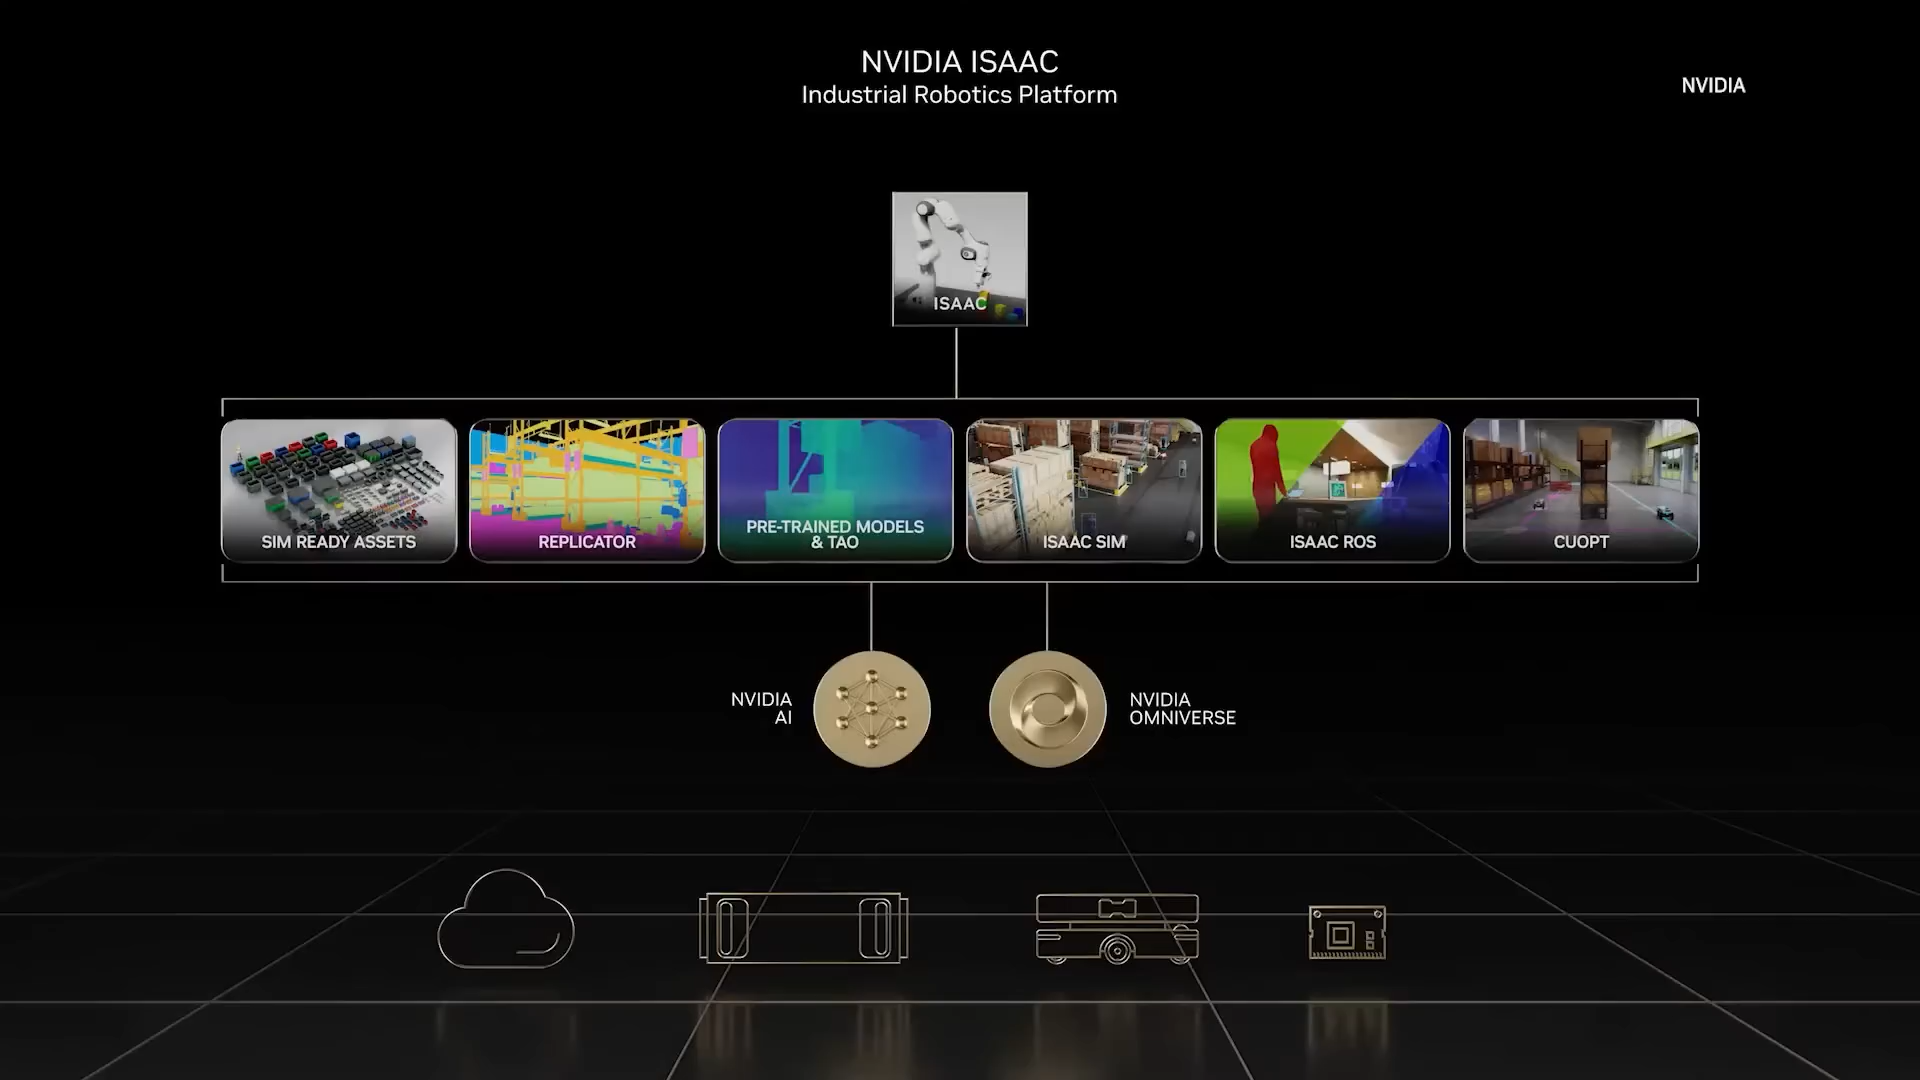 NVIDIA ISAAC
Industrial Robotics Platform
NVIDIA
ISAAC
SIM READY ASSETS
REPLICATOR
PRE-TRAINED MODELS
& TAO
ISAAC SIM
ISAAC ROS
CUOPT
NVIDIA
AI
NVIDIA
OMNIVERSE